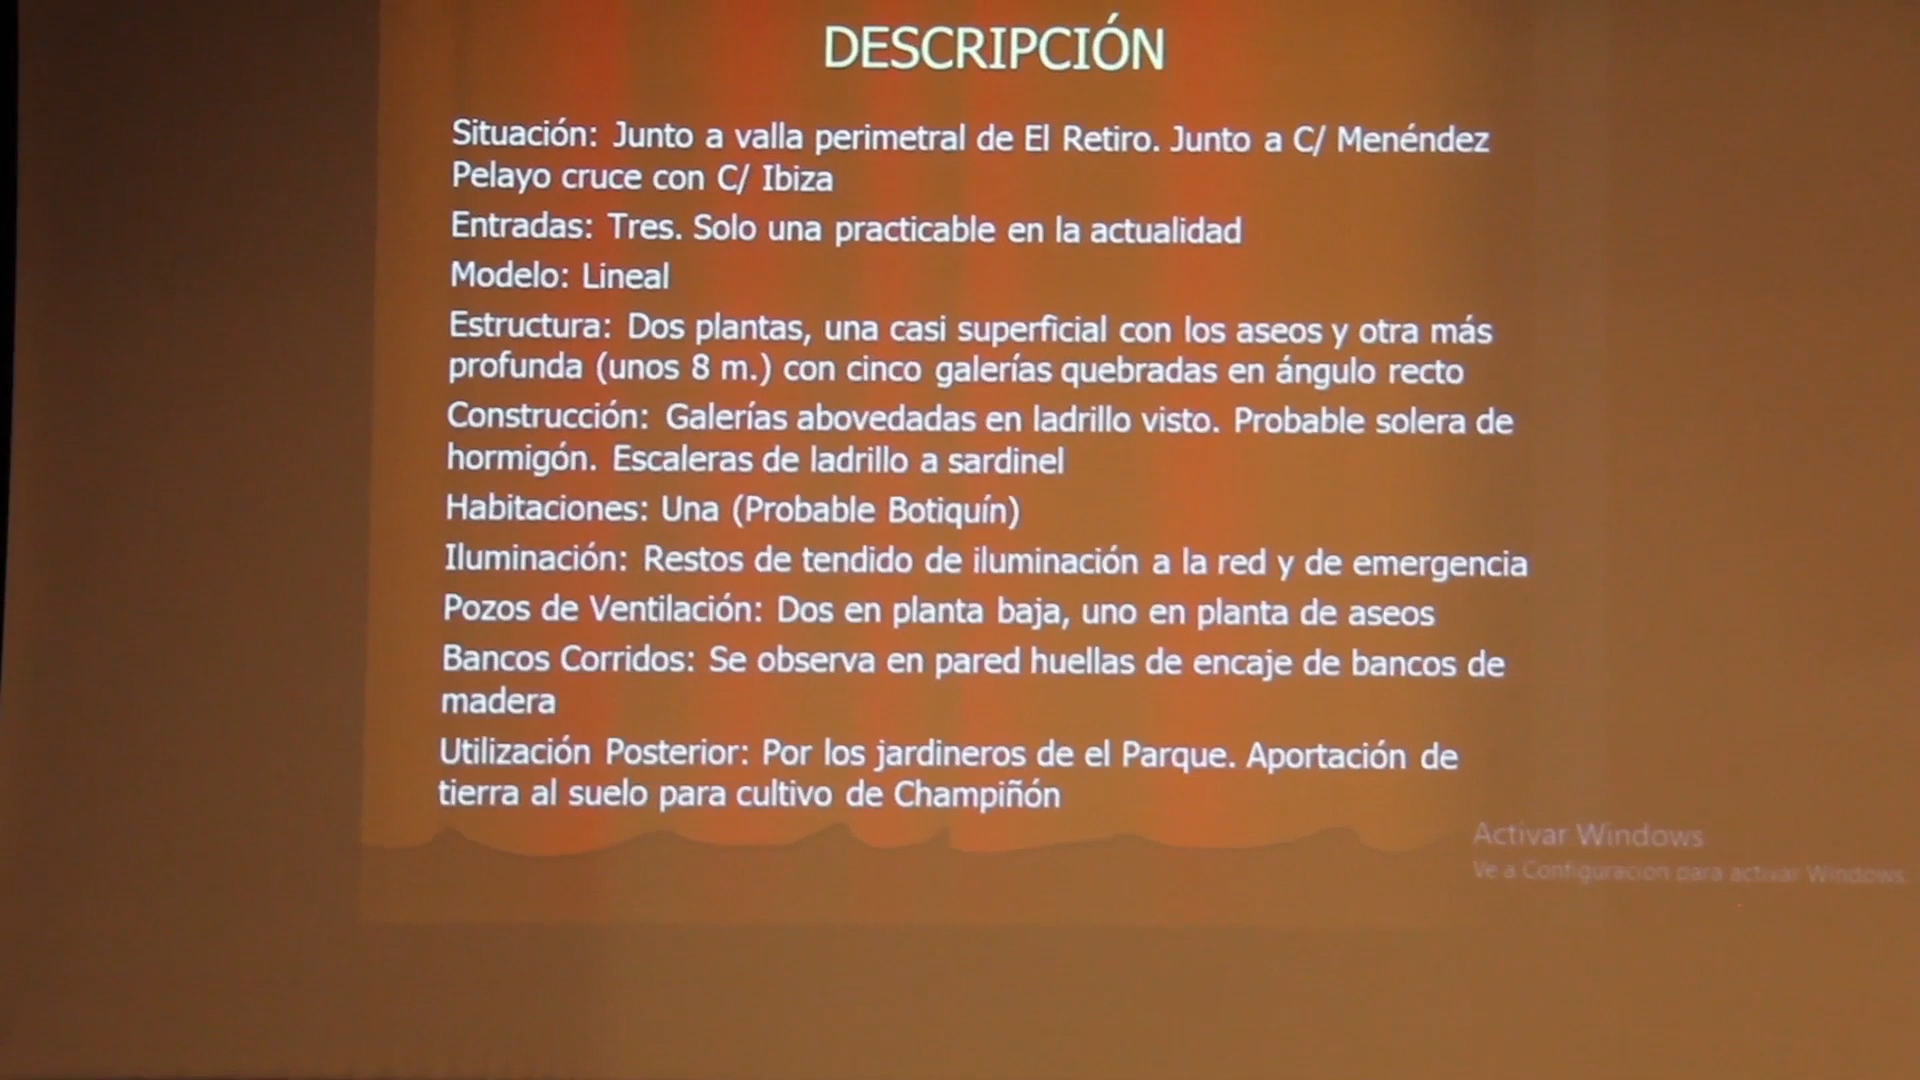 DESCRIPCIÓN
Situación: Junto a valla perimetral de El Retiro. Junto a C/ Menéndez
Pelayo cruce con C/ Ibiza
Entradas: Tres. Solo una practicable en la actualidad
Modelo: Lineal
Estructura: Dos plantas, una casi superficial con los aseos y otra más
profunda (unos 8 m.) con cinco galerías quebradas en ángulo recto
Construcción: Galerías abovedadas en ladrillo visto. Probable solera de
hormigón. Escaleras de ladrillo a sardinel
Habitaciones: Una (Probable Botiquín)
Iluminación: Restos de tendido de iluminación a la red y de emergencia
Pozos de Ventilación: Dos en planta baja, uno en planta de aseos
Bancos Corridos: Se observa en pared huellas de encaje de bancos de
madera
Utilización Posterior: Por los jardineros de el Parque. Aportación de
tierra al suelo para cultivo de Champiñón
Activar Windows
Ve a Configuración para activar Windows.